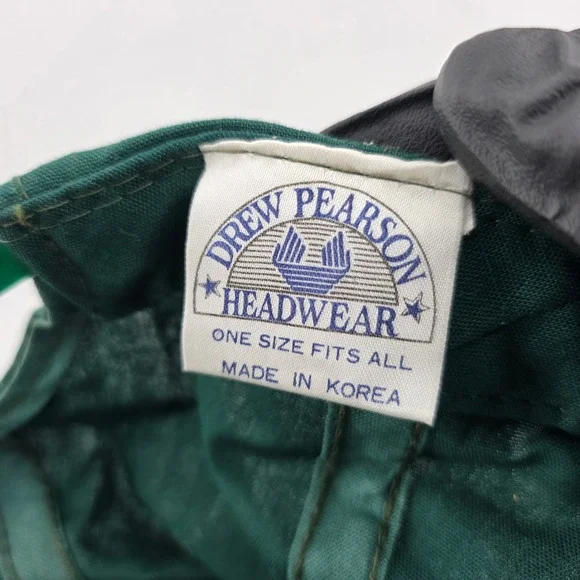 DREW PEARSON
HEADWEAR
ONE SIZE FITS ALL
MADE IN KOREA